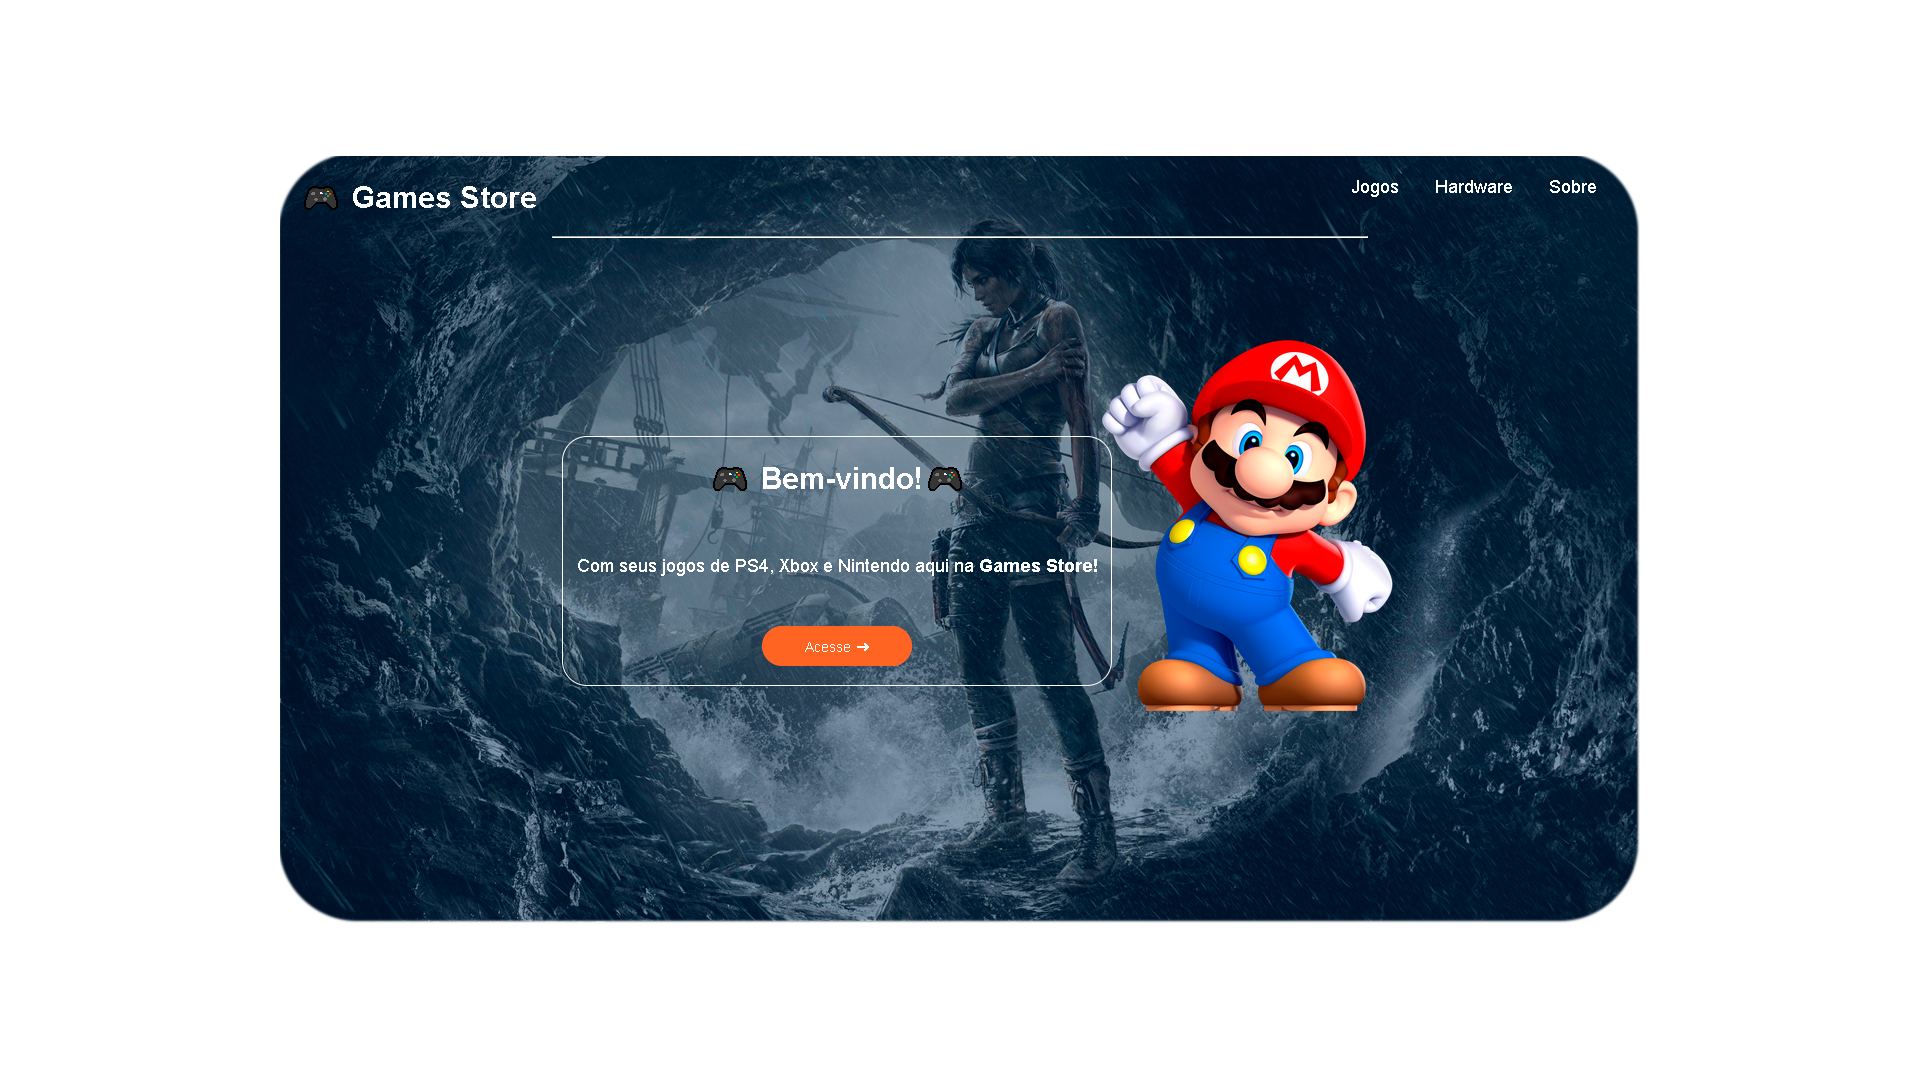 🎮 Games Store
Jogos Hardware Sobre
🎮 Bem-vindo!🎮
Com seus jogos de PS4, Xbox e Nintendo aqui na Games Store!
Acesse ➜
M